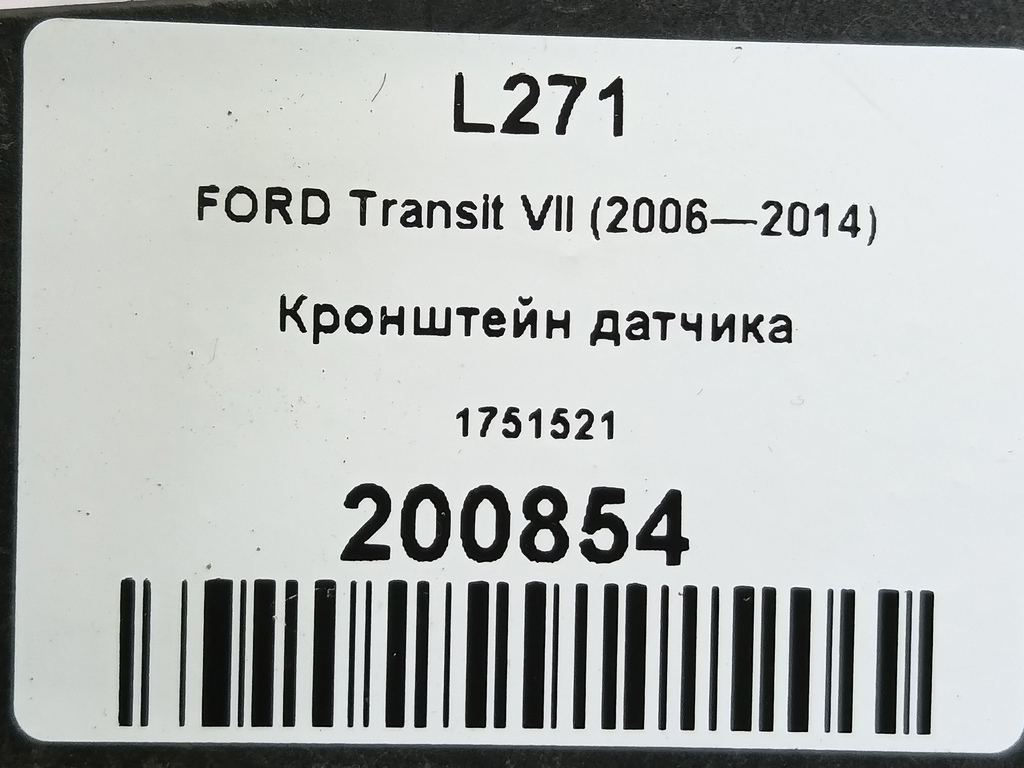 L271
FORD Transit VII (2006—2014)
Кронштейн датчика
1751521
200854